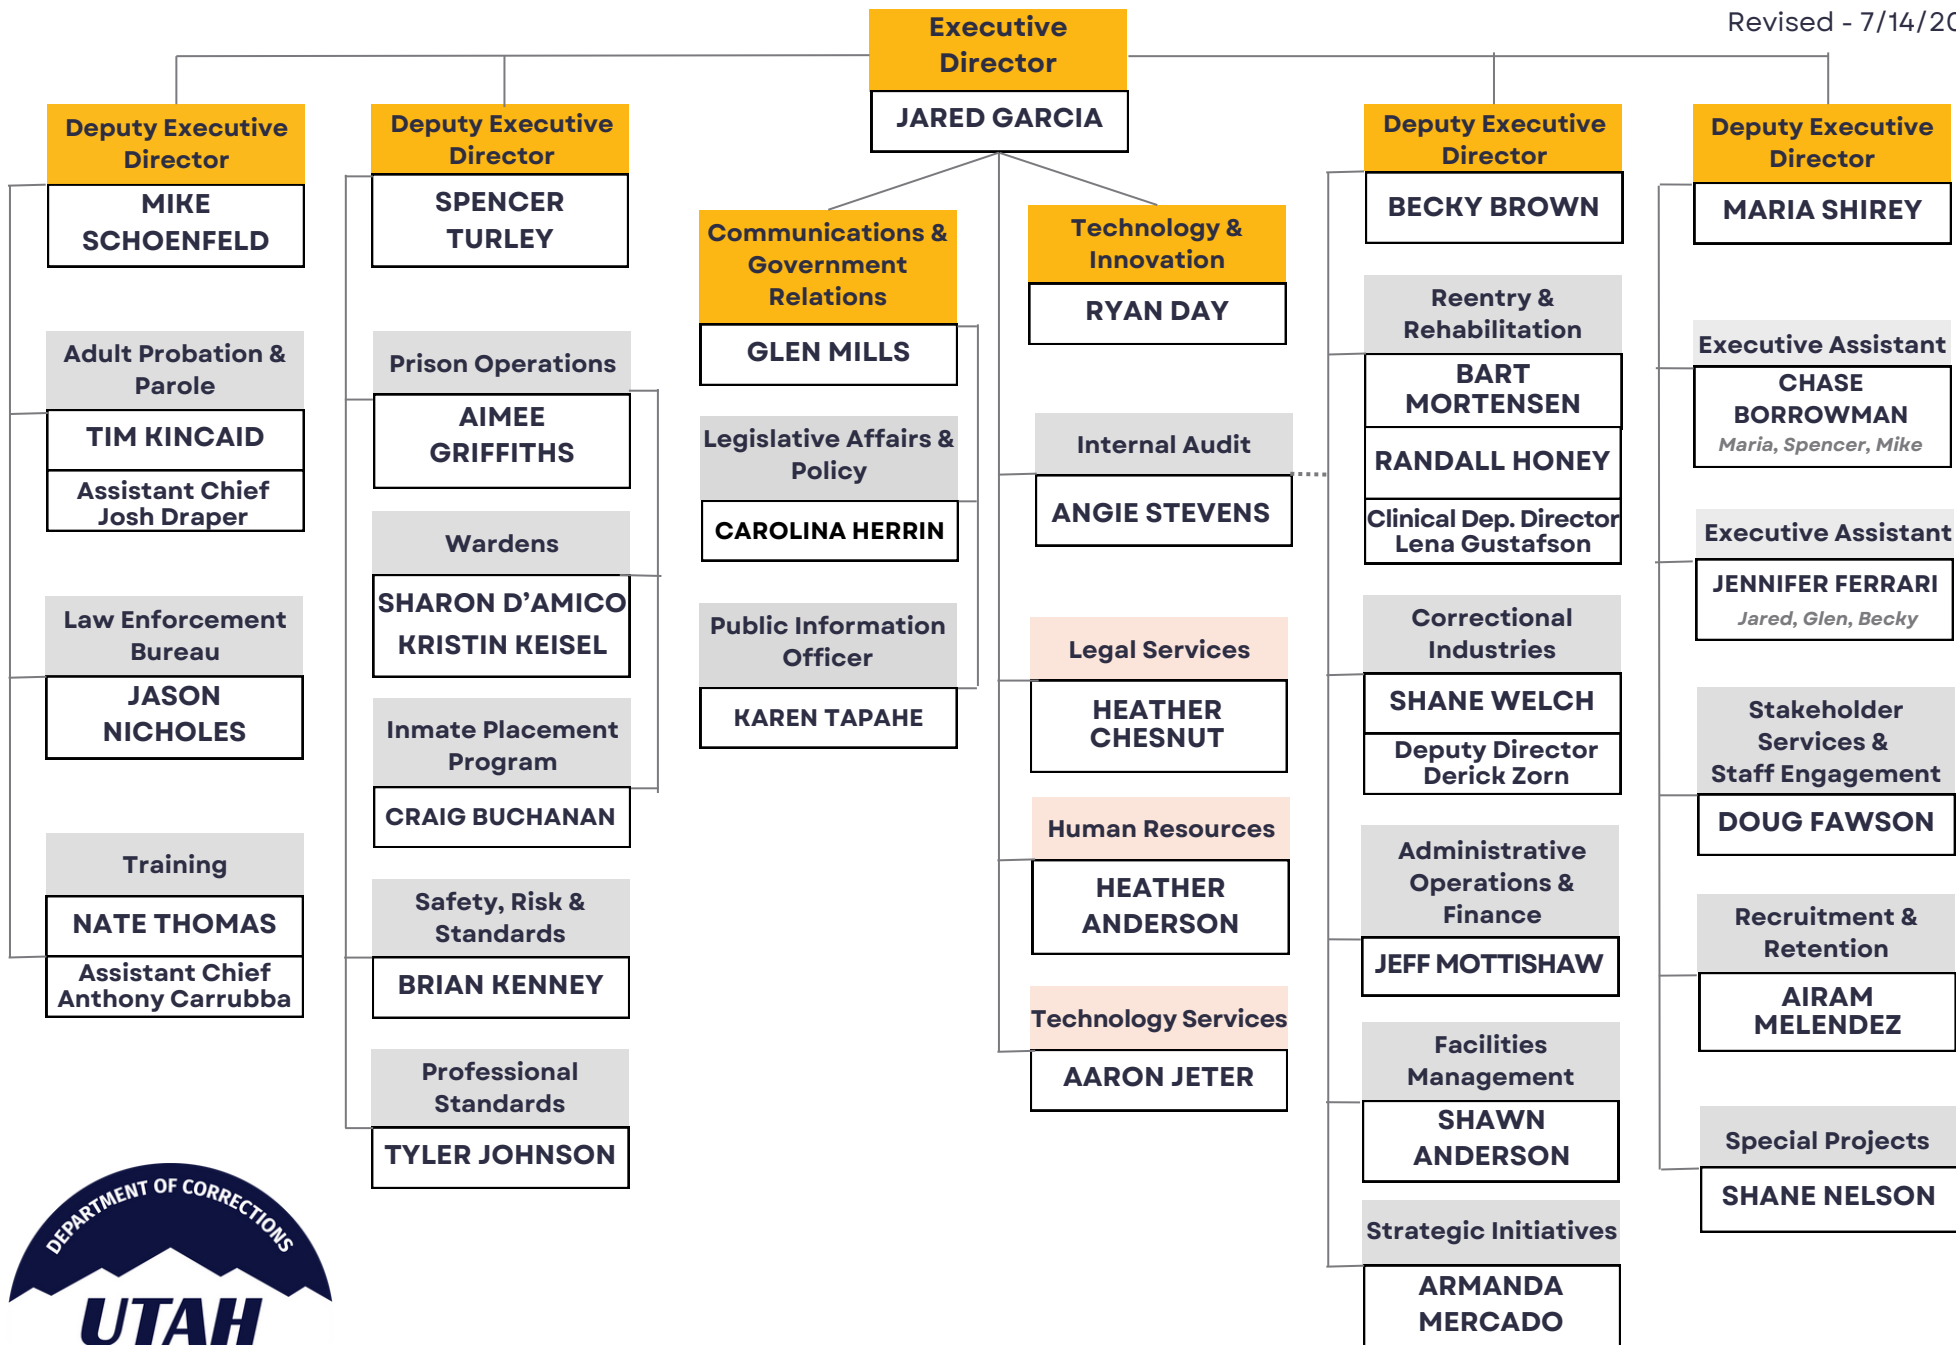 Revised - 7/14/20
Executive
Director
JARED GARCIA
Deputy Executive
Director
MIKE
SCHOENFELD
Adult Probation &
Parole
TIM KINCAID
Assistant Chief
Josh Draper
Law Enforcement
Bureau
JASON
NICHOLES
Training
NATE THOMAS
Assistant Chief
Anthony Carrubba
Deputy Executive
Director
SPENCER
TURLEY
Prison Operations
AIMEE
GRIFFITHS
Wardens
SHARON D’AMICO
KRISTIN KEISEL
Inmate Placement
Program
CRAIG BUCHANAN
Safety, Risk &
Standards
BRIAN KENNEY
Professional
Standards
TYLER JOHNSON
Communications &
Government
Relations
GLEN MILLS
Legislative Affairs &
Policy
CAROLINA HERRIN
Public Information
Officer
KAREN TAPAHE
Technology &
Innovation
RYAN DAY
Internal Audit
ANGIE STEVENS
Legal Services
HEATHER
CHESNUT
Human Resources
HEATHER
ANDERSON
Technology Services
AARON JETER
Deputy Executive
Director
BECKY BROWN
Reentry &
Rehabilitation
BART
MORTENSEN
RANDALL HONEY
Clinical Dep. Director
Lena Gustafson
Correctional
Industries
SHANE WELCH
Deputy Director
Derick Zorn
Administrative
Operations &
Finance
JEFF MOTTISHAW
Facilities
Management
SHAWN
ANDERSON
Strategic Initiatives
ARMANDA
MERCADO
Deputy Executive
Director
MARIA SHIREY
Executive Assistant
CHASE
BORROWMAN
Maria, Spencer, Mike
Executive Assistant
JENNIFER FERRARI
Jared, Glen, Becky
Stakeholder
Services &
Staff Engagement
DOUG FAWSON
Recruitment &
Retention
AIRAM
MELENDEZ
Special Projects
SHANE NELSON
DEPARTMENT OF CORRECTIONS
UTAH